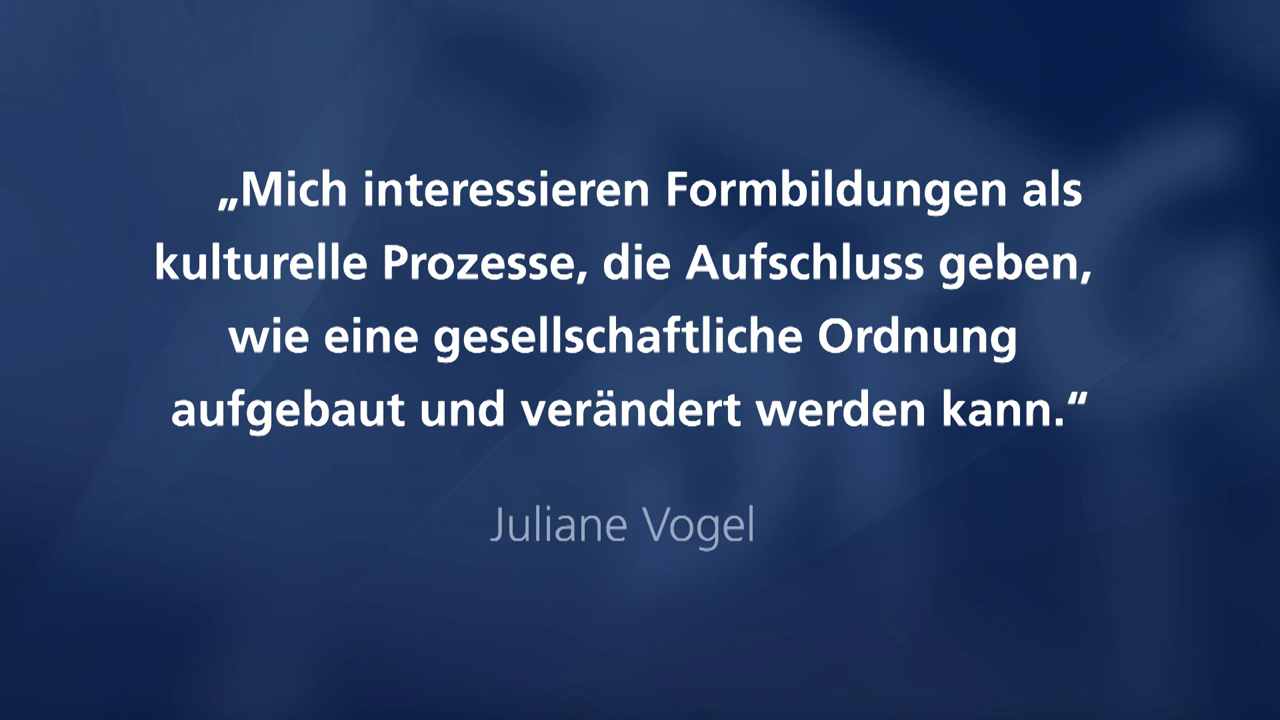 „Mich interessieren Formbildungen als
kulturelle Prozesse, die Aufschluss geben,
wie eine gesellschaftliche Ordnung
aufgebaut und verändert werden kann.“
Juliane Vogel